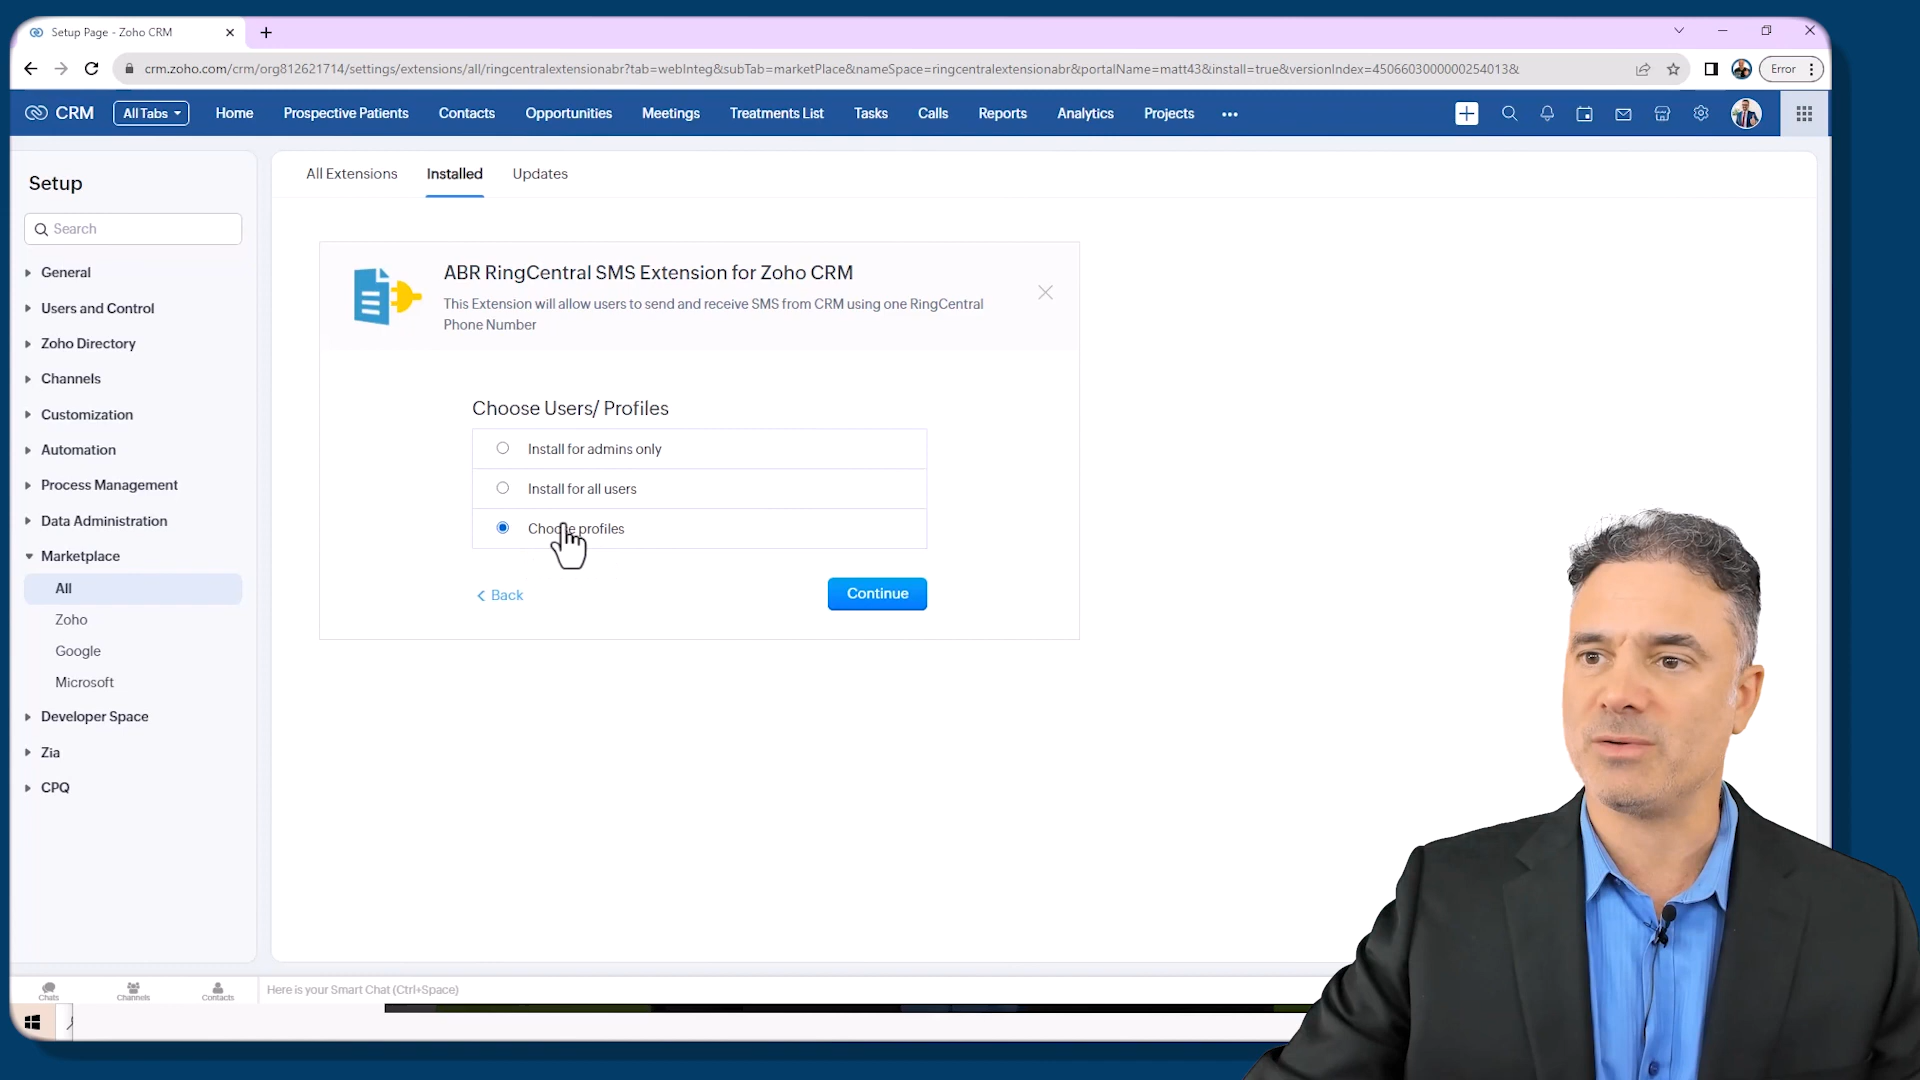 Setup Page - Zoho CRM
crm.zoho.com/crm/org812621714/settings/extensions/all/ringcentralextensionabr?tab=webInteg&subTab=marketPlace&nameSpace=ringcentralextensionabr&portalName=matt43&install=true&versionIndex=4506603000000254013&
Error
CRM
All Tabs
Home
Prospective Patients
Contacts
Opportunities
Meetings
Treatments List
Tasks
Calls
Reports
Analytics
Projects
Setup
Search
General
Users and Control
Zoho Directory
Channels
Customization
Automation
Process Management
Data Administration
Marketplace
All
Zoho
Google
Microsoft
Developer Space
Zia
CPQ
All Extensions
Installed
Updates
ABR RingCentral SMS Extension for Zoho CRM
This Extension will allow users to send and receive SMS from CRM using one RingCentral
Phone Number
Choose Users/ Profiles
Install for admins only
Install for all users
Choose profiles
Back
Continue
Chats
Channels
Contacts
Here is your Smart Chat (Ctrl+Space)